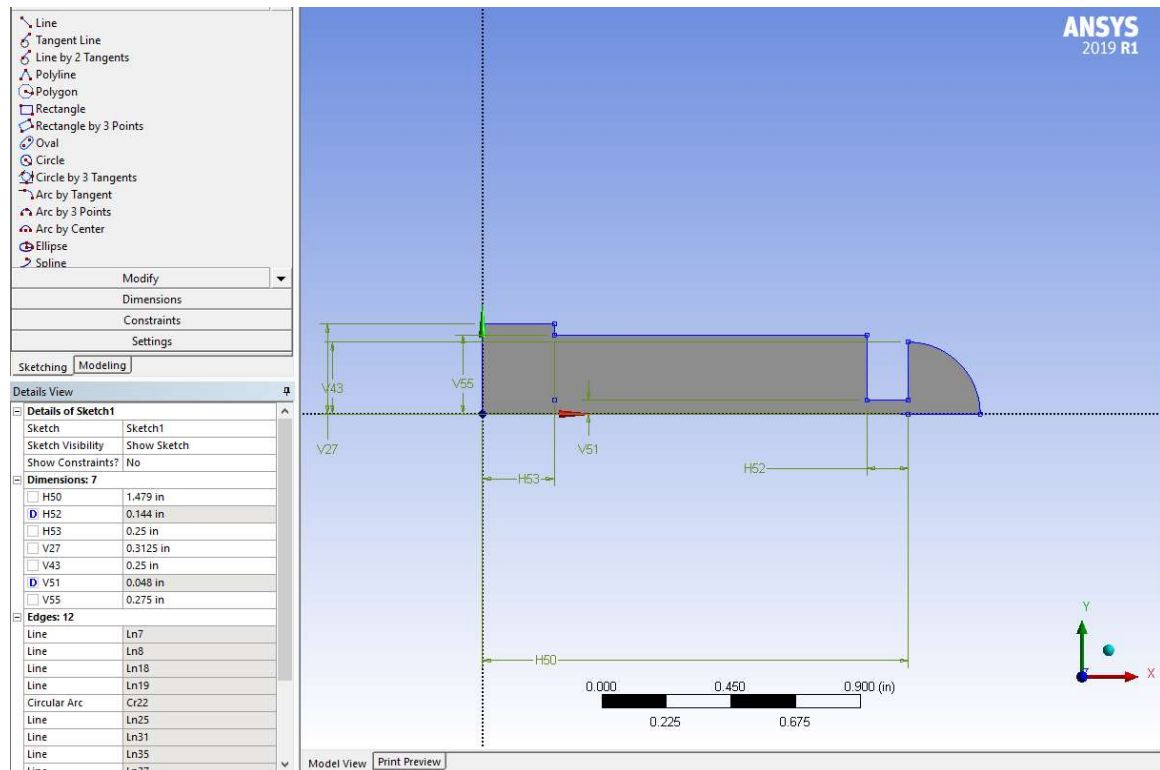 Line
Tangent Line
Line by 2 Tangents
Polyline
Polygon
Rectangle
Rectangle by 3 Points
Oval
Circle
Circle by 3 Tangents
Arc by Tangent
Arc by 3 Points
Arc by Center
Ellipse
Spline
Modify
Dimensions
Constraints
Settings
Sketching Modeling
Details View
Details of Sketch1
Sketch Sketch1
Sketch Visibility Show Sketch
Show Constraints? No
Dimensions: 7
H50 1.479 in
D H52 0.144 in
H53 0.25 in
V27 0.3125 in
V43 0.25 in
D V51 0.048 in
V55 0.275 in
Edges: 12
Line Ln7
Line Ln8
Line Ln18
Line Ln19
Circular Arc Cr22
Line Ln25
Line Ln31
Line Ln35
Line Ln37
ANSYS
2019 R1
V43
V55
V27
V51
H53
H52
H50
0.000 0.450 0.900 (in)
0.225 0.675
Y
X
Z
Model View Print Preview